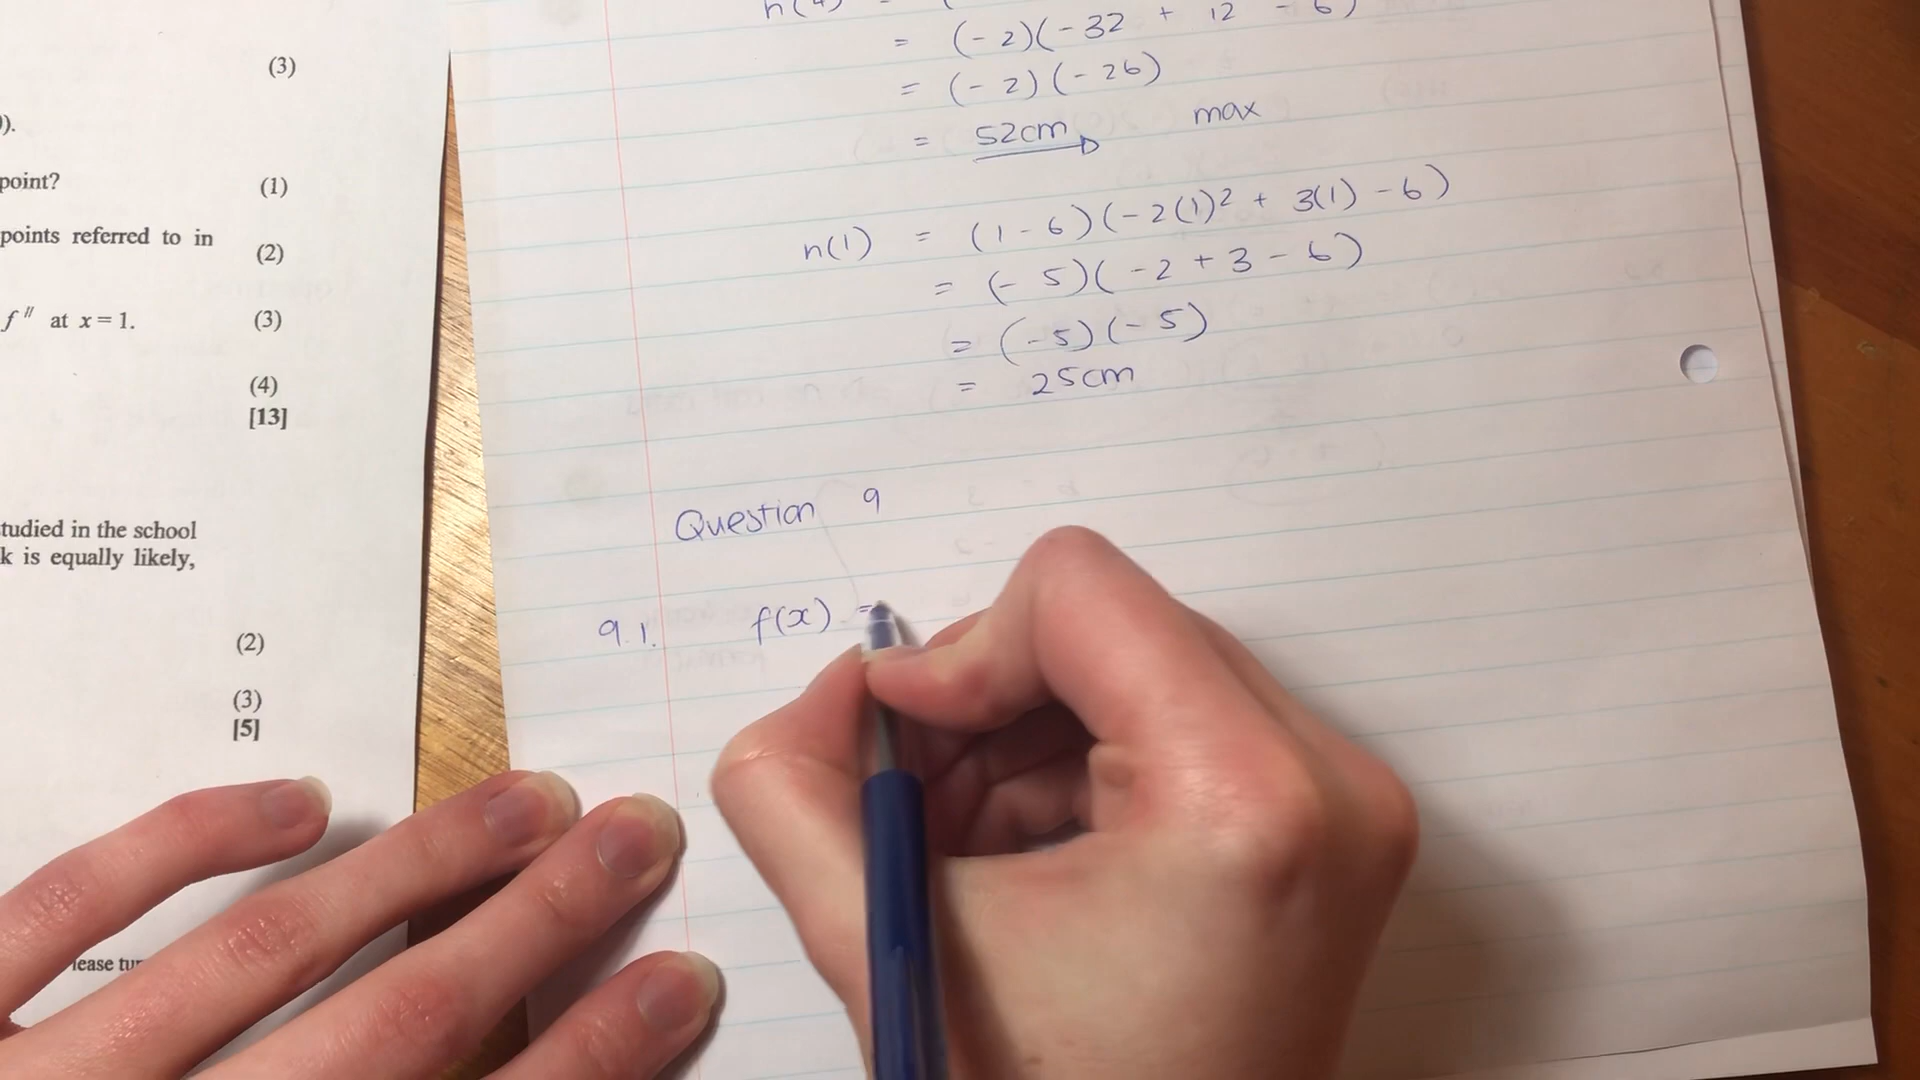 (3)
).
point?
(1)
points referred to in
(2)
f″ at x = 1.
(3)
(4)
[13]
tudied in the school
k is equally likely,
(2)
(3)
[5]
lease tur
= (-2)(-32 + 12 - 6)
= (-2)(-26)
= 52cm max
n(1) = (1-6)(-2(1)² + 3(1) - 6)
= (-5)(-2 + 3 - 6)
= (-5)(-5)
= 25cm
Question 9
9.1. f(x) =